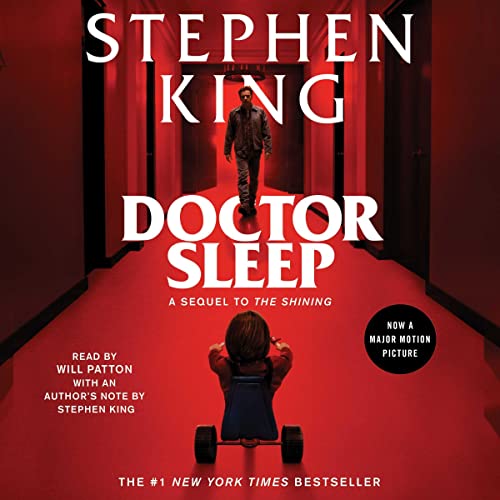 STEPHEN
KING
DOCTOR
SLEEP
A SEQUEL TO THE SHINING
NOW A
MAJOR MOTION
PICTURE
READ BY
WILL PATTON
WITH AN
AUTHOR'S NOTE BY
STEPHEN KING
THE #1 NEW YORK TIMES BESTSELLER